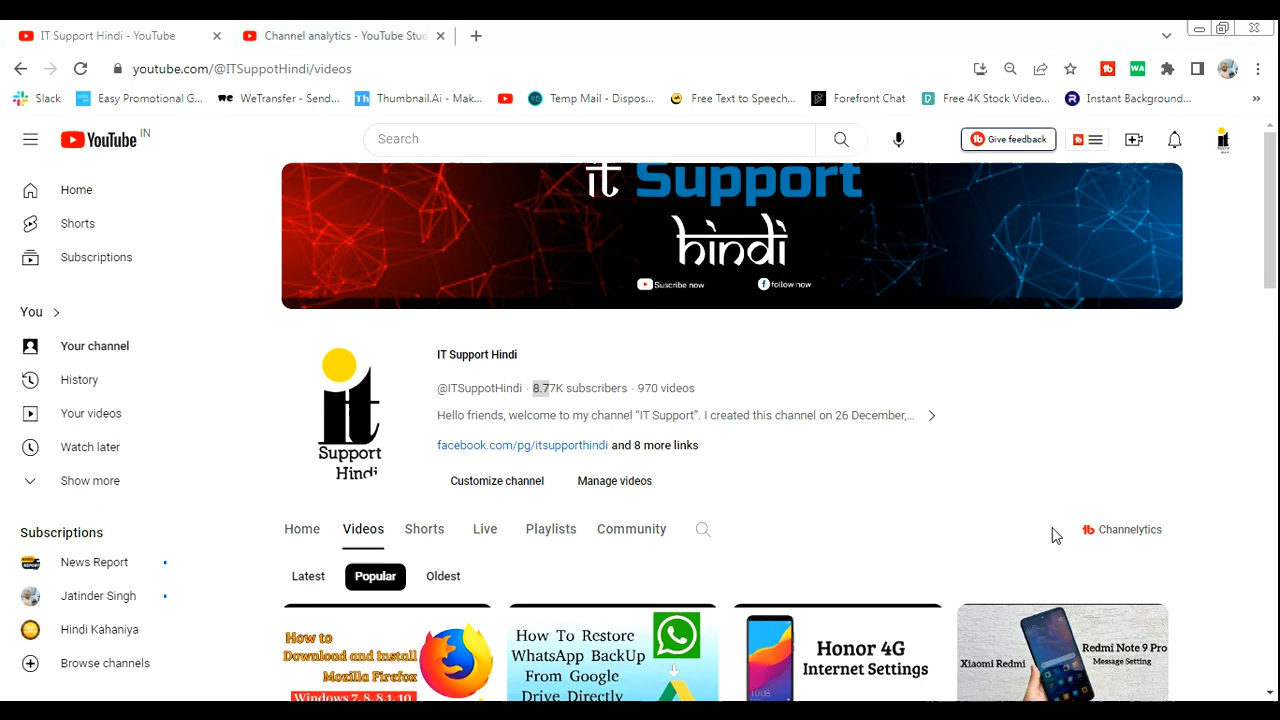 IT Support Hindi - YouTube
Channel analytics - YouTube Stud
youtube.com/@ITSuppotHindi/videos
Slack
Easy Promotional G...
WeTransfer - Send...
Thumbnail.Ai - Mak...
Temp Mail - Dispos...
Free Text to Speech...
Forefront Chat
Free 4K Stock Video...
Instant Background...
YouTube IN
Search
Give feedback
Home
Shorts
Subscriptions
You
Your channel
History
Your videos
Watch later
Show more
Subscriptions
News Report
Jatinder Singh
Hindi Kahaniya
Browse channels
it Support
hindi
Suscribe now
follow now
it
Support
Hindi
IT Support Hindi
@ITSuppotHindi · 8.77K subscribers · 970 videos
Hello friends, welcome to my channel “IT Support”. I created this channel on 26 December,...
facebook.com/pg/itsupporthindi and 8 more links
Customize channel
Manage videos
Home
Videos
Shorts
Live
Playlists
Community
Channelytics
Latest
Popular
Oldest
How to
Download and Install
Mozilla Firefox
Windows 7, 8, 8.1, 10
How To Restore
WhatsApp BackUp
From Google
Drive Directly
Honor 4G
Internet Settings
Xiaomi Redmi
Redmi Note 9 Pro
Message Setting